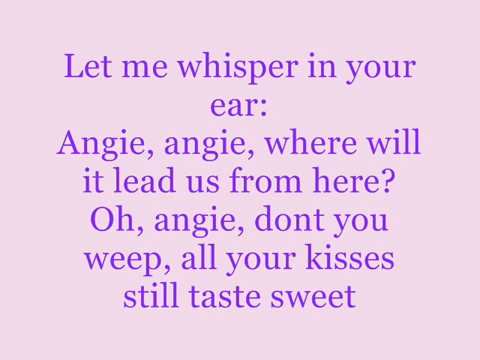 Let me whisper in your
ear:
Angie, angie, where will
it lead us from here?
Oh, angie, dont you
weep, all your kisses
still taste sweet